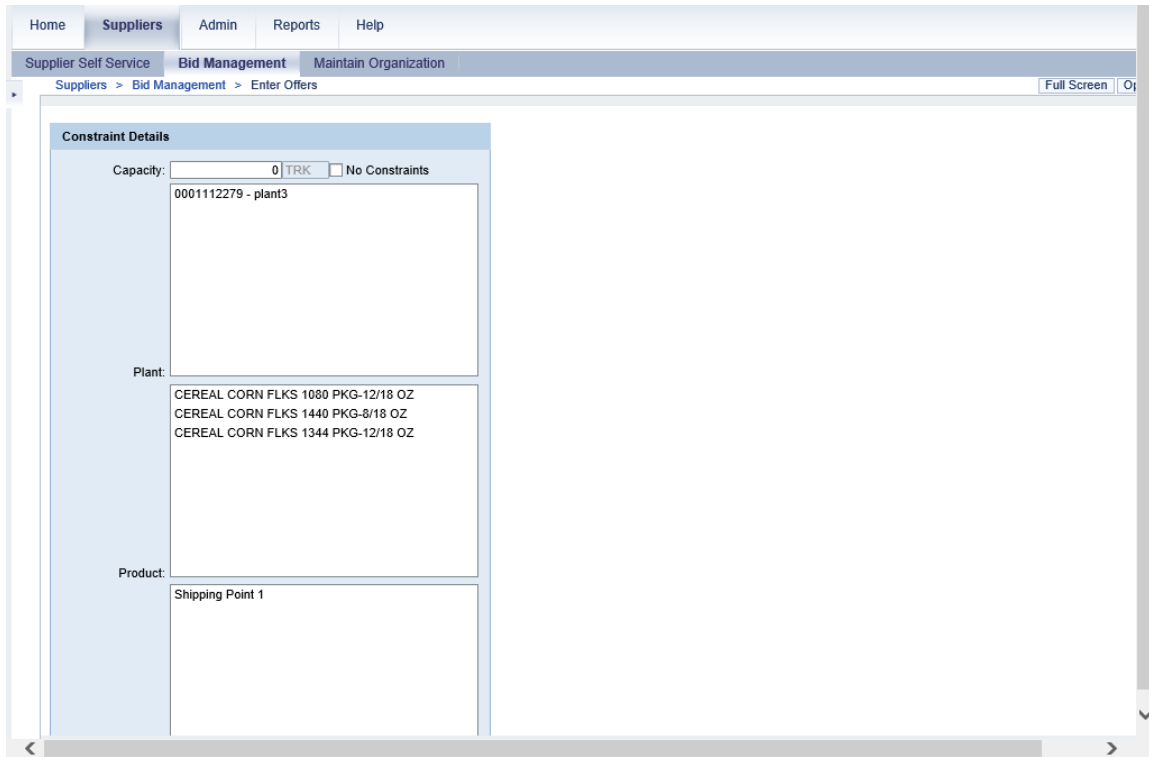 Home Suppliers Admin Reports Help
Supplier Self Service Bid Management Maintain Organization
Suppliers > Bid Management > Enter Offers Full Screen
Constraint Details
Capacity: 0 TRK No Constraints
0001112279 - plant3
Plant:
CEREAL CORN FLKS 1080 PKG-12/18 OZ
CEREAL CORN FLKS 1440 PKG-8/18 OZ
CEREAL CORN FLKS 1344 PKG-12/18 OZ
Product:
Shipping Point 1